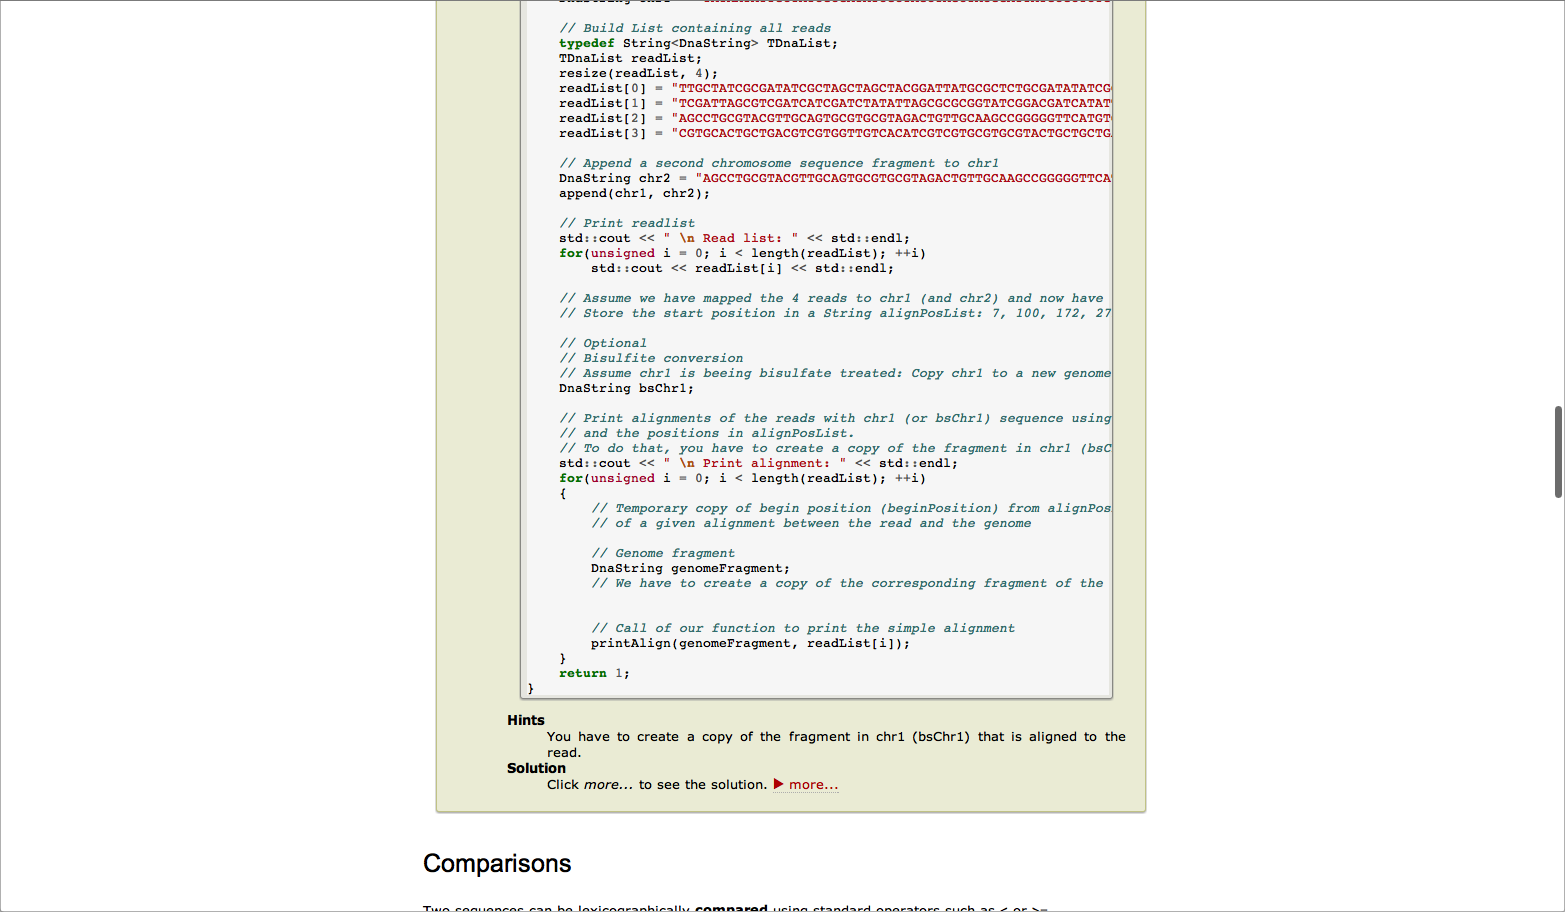 // Build List containing all reads
typedef String<DnaString> TDnaList;
TDnaList readList;
resize(readList, 4);
readList[0] = "TTGCTATCGCGATATCGCTAGCTAGCTACGGATTATGCGCTCTGCGATATATCG
readList[1] = "TCGATTAGCGTCGATCATCGATCTATATTAGCGCGCGGTATCGGACGATCATAT
readList[2] = "AGCCTGCGTACGTTGCAGTGCGTGCGTAGACTGTTGCAAGCCGGGGGTTCATGT
readList[3] = "CGTGCACTGCTGACGTCGTGGTTGTCACATCGTCGTGCGTGCGTACTGCTGCTG
// Append a second chromosome sequence fragment to chr1
DnaString chr2 = "AGCCTGCGTACGTTGCAGTGCGTGCGTAGACTGTTGCAAGCCGGGGGTTCA
append(chr1, chr2);
// Print readlist
std::cout << " \n Read list: " << std::endl;
for(unsigned i = 0; i < length(readList); ++i)
std::cout << readList[i] << std::endl;
// Assume we have mapped the 4 reads to chr1 (and chr2) and now have
// Store the start position in a String alignPosList: 7, 100, 172, 27
// Optional
// Bisulfite conversion
// Assume chr1 is beeing bisulfate treated: Copy chr1 to a new genome
DnaString bsChr1;
// Print alignments of the reads with chr1 (or bsChr1) sequence using
// and the positions in alignPosList.
// To do that, you have to create a copy of the fragment in chr1 (bsC
std::cout << " \n Print alignment: " << std::endl;
for(unsigned i = 0; i < length(readList); ++i)
{
// Temporary copy of begin position (beginPosition) from alignPos
// of a given alignment between the read and the genome
// Genome fragment
DnaString genomeFragment;
// We have to create a copy of the corresponding fragment of the
// Call of our function to print the simple alignment
printAlign(genomeFragment, readList[i]);
}
return 1;
}
Hints
You have to create a copy of the fragment in chr1 (bsChr1) that is aligned to the
read.
Solution
Click more... to see the solution. ▶ more...
Comparisons
Two sequences can be lexicographically compared using standard operators such as < or >=